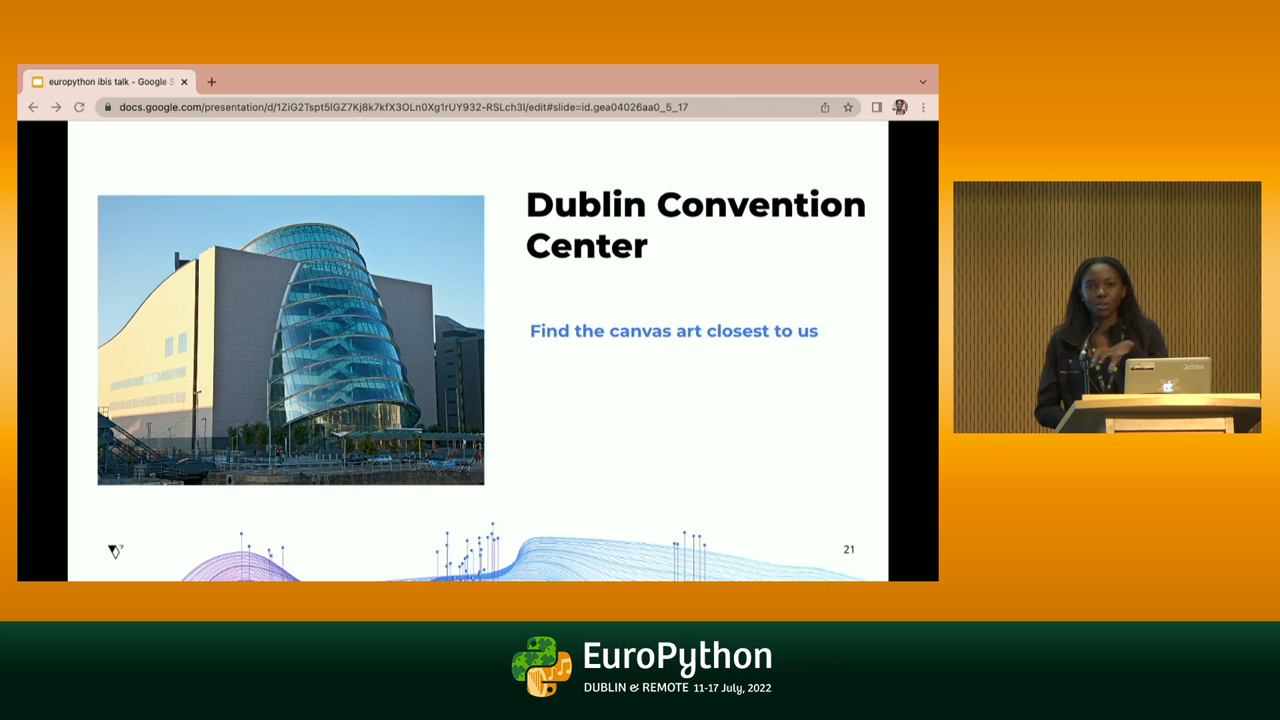 europython ibis talk - Google S
docs.google.com/presentation/d/1ZiG2Tspt5lGZ7Kj8k7kfX3OLn0Xg1rUY932-RSLch3I/edit#slide=id.gea04026aa0_5_17
Dublin Convention
Center
Find the canvas art closest to us
7
21
EuroPython
DUBLIN & REMOTE 11-17 July, 2022